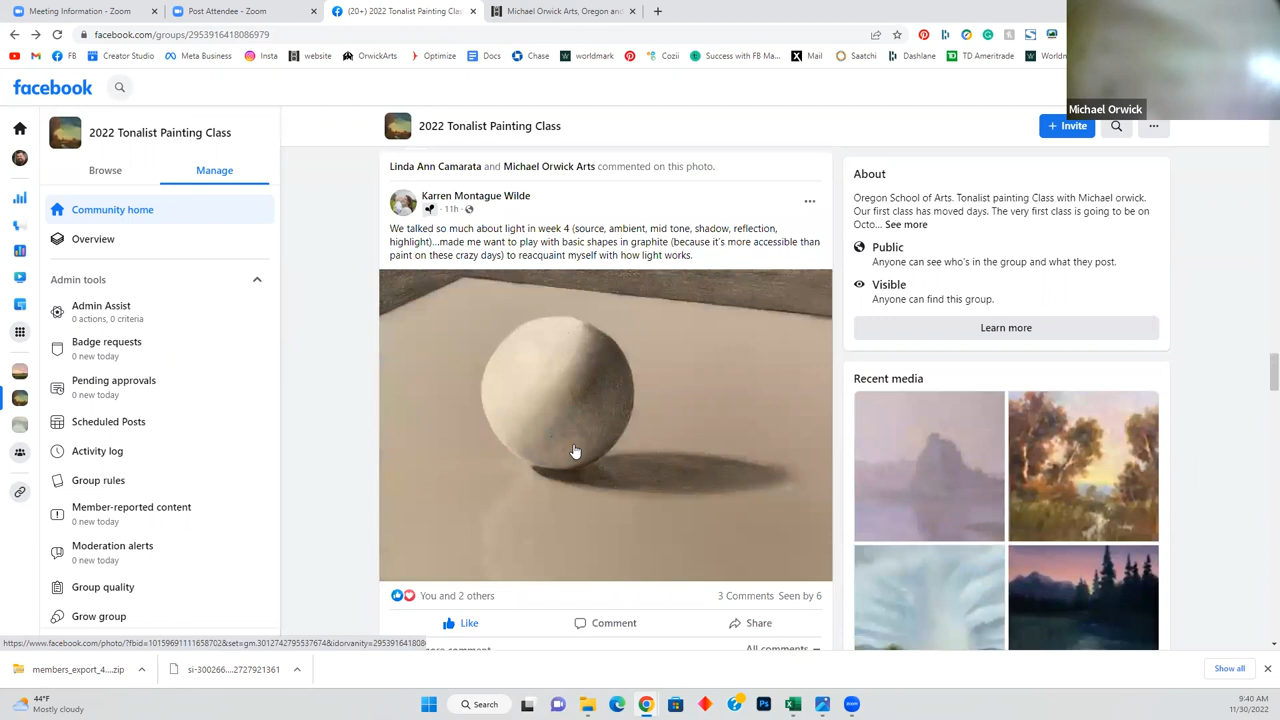 Meeting Information - Zoom
Post Attendee - Zoom
(20+) 2022 Tonalist Painting Clas
Michael Orwick Arts, Oregon and
facebook.com/groups/2953916418086979
FB
Creator Studio
Meta Business
Insta
website
OrwickArts
Optimize
Docs
Chase
worldmark
Cozii
Success with FB Ma...
Mail
Saatchi
Dashlane
TD Ameritrade
Michael Orwick
facebook
2022 Tonalist Painting Class
Browse
Manage
Community home
Overview
Admin tools
Admin Assist
0 actions, 0 criteria
Badge requests
0 new today
Pending approvals
0 new today
Scheduled Posts
Activity log
Group rules
Member-reported content
0 new today
Moderation alerts
0 new today
Group quality
Grow group
2022 Tonalist Painting Class
+ Invite
Linda Ann Camarata and Michael Orwick Arts commented on this photo.
Karren Montague Wilde
· 11h ·
We talked so much about light in week 4 (source, ambient, mid tone, shadow, reflection,
highlight)...made me want to play with basic shapes in graphite (because it's more accessible than
paint on these crazy days) to reacquaint myself with how light works.
You and 2 others
3 Comments Seen by 6
Like
Comment
Share
All comments
About
Oregon School of Arts. Tonalist painting Class with Michael orwick.
Our first class has moved days. The very first class is going to be on
Octo... See more
Public
Anyone can see who's in the group and what they post.
Visible
Anyone can find this group.
Learn more
Recent media
members_export_4....zip
si-300266....2727921361
Show all
44°F
Mostly cloudy
Search
9:40 AM
11/30/2022